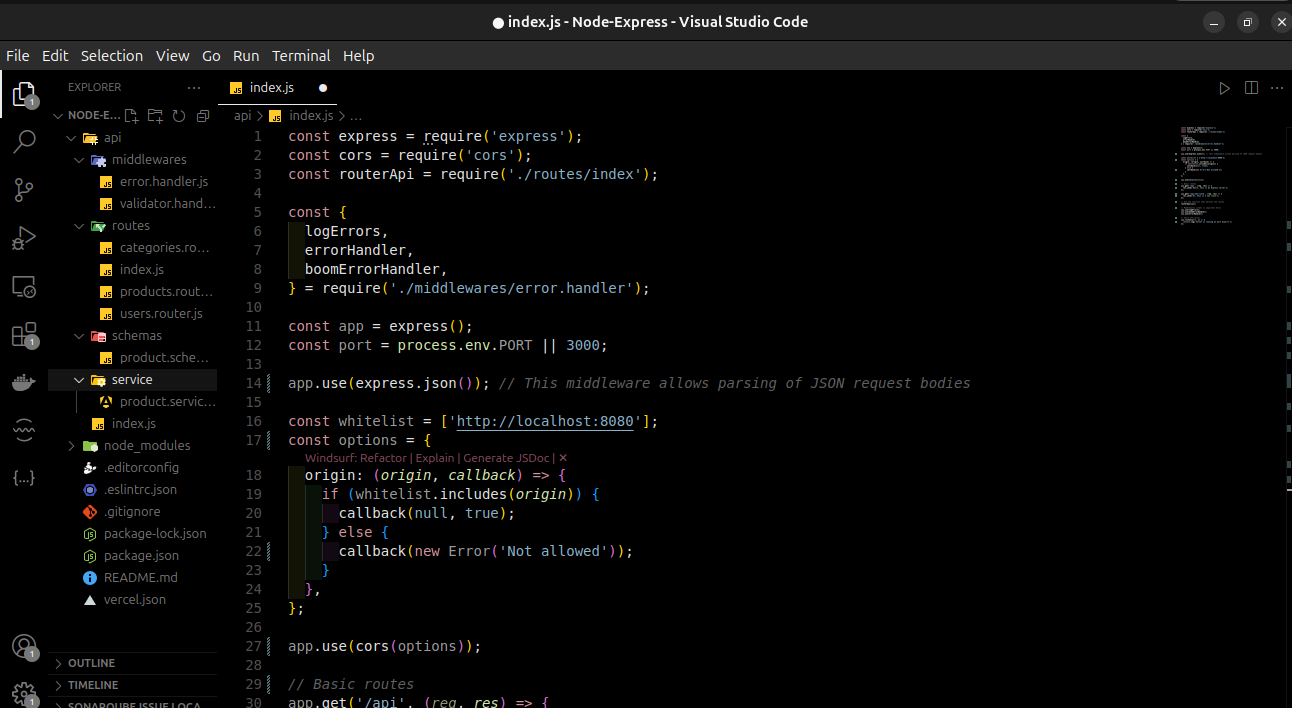 index.js - Node-Express - Visual Studio Code
File Edit Selection View Go Run Terminal Help
EXPLORER
index.js
NODE-E...
api > index.js > ...
api
middlewares
error.handler.js
validator.hand...
routes
categories.ro...
index.js
products.rout...
users.router.js
schemas
product.sche...
service
product.servic...
index.js
node_modules
.editorconfig
.eslintrc.json
.gitignore
package-lock.json
package.json
README.md
vercel.json
OUTLINE
TIMELINE
SONARQUBE ISSUE LOCA
1
1
1
1
1 const express = require('express');
2 const cors = require('cors');
3 const routerApi = require('./routes/index');
4
5 const {
6 logErrors,
7 errorHandler,
8 boomErrorHandler,
9 } = require('./middlewares/error.handler');
10
11 const app = express();
12 const port = process.env.PORT || 3000;
13
14 app.use(express.json()); // This middleware allows parsing of JSON request bodies
15
16 const whitelist = ['http://localhost:8080'];
17 const options = {
Windsurf: Refactor | Explain | Generate JSDoc | ✕
18 origin: (origin, callback) => {
19 if (whitelist.includes(origin)) {
20 callback(null, true);
21 } else {
22 callback(new Error('Not allowed'));
23 }
24 },
25 };
26
27 app.use(cors(options));
28
29 // Basic routes
30 app.get('/api', (req, res) => {